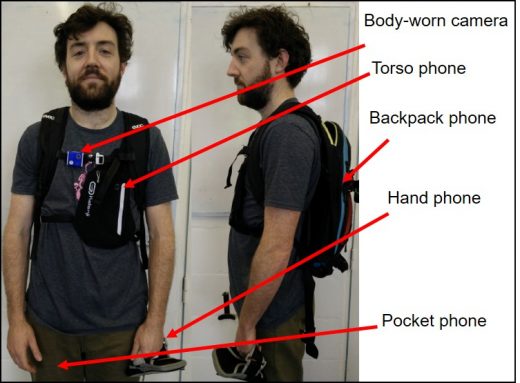 Body-worn camera
Torso phone
Backpack phone
Hand phone
Pocket phone